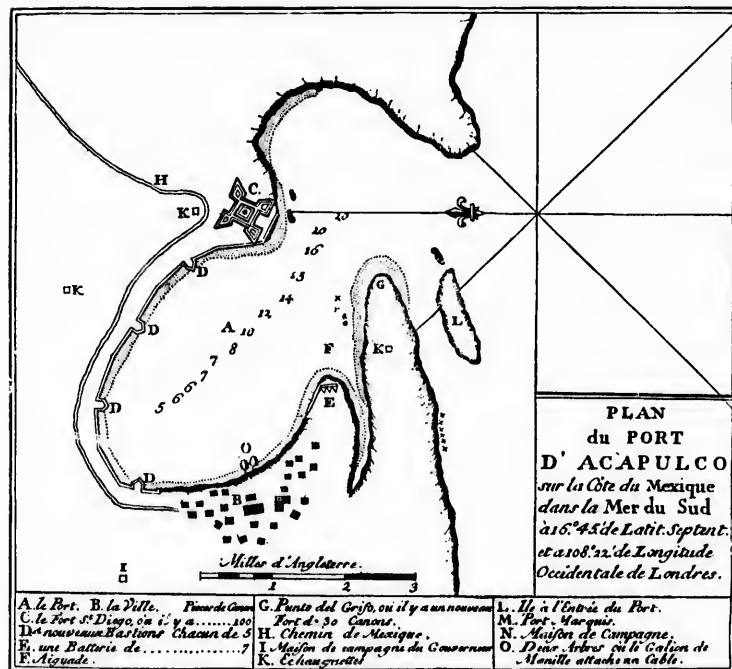 H
C.
K
D
K
20
20
16
15
14
12
A
10
8
7
7
6
6
5
G
L
K
F
E
D
D
D
O
B
I
PLAN
du PORT
D'ACAPULCO
sur la Côte du Mexique
dans la Mer du Sud
à 16.° 45' de Latit. Septent.
et a 108.° 22' de Longitude
Occidentale de Londres.
Milles d'Angleterre.
1 2 3
A. le Port. B. la Ville. Pieces de Canon
C. le Fort St. Diego, où il y a ..... 100
D. 4 nouveaux Bastions Chacun de 5
E. une Batterie de ........... 7
F. Aiguade.
G. Punto del Grifo, où il y a un nouveau
Fort de 30 Canons.
H. Chemin de Mexique.
I. Maison de campagne du Gouverneur
K. Echauguettes
L. Ile à l'Entrée du Port.
M. Port-Marquis.
N. Maison de Campagne.
O. Deux Arbres où le Galion de
Manille attache un Cable.